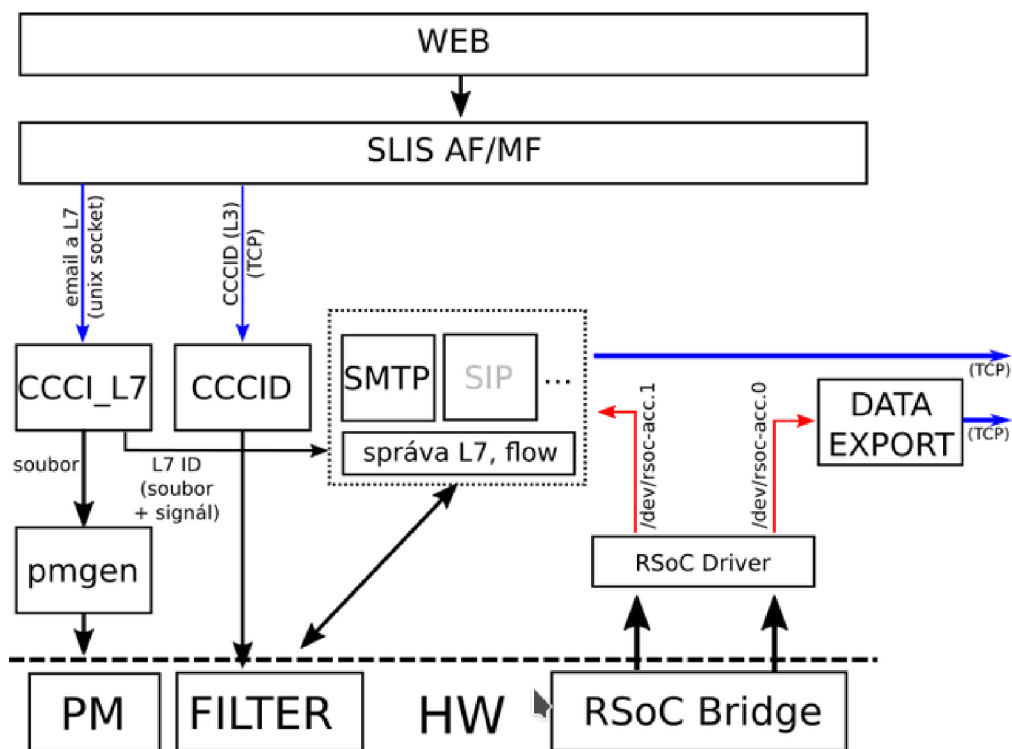 WEB
SLIS AF/MF
email a L7
(unix socket)
CCCID (L3)
(TCP)
CCCI_L7
CCCID
SMTP
SIP
...
správa L7, flow
(TCP)
/dev/rsoc-acc.1
/dev/rsoc-acc.0
DATA
EXPORT
(TCP)
soubor
L7 ID
(soubor
+ signál)
pmgen
RSoC Driver
PM
FILTER
HW
RSoC Bridge